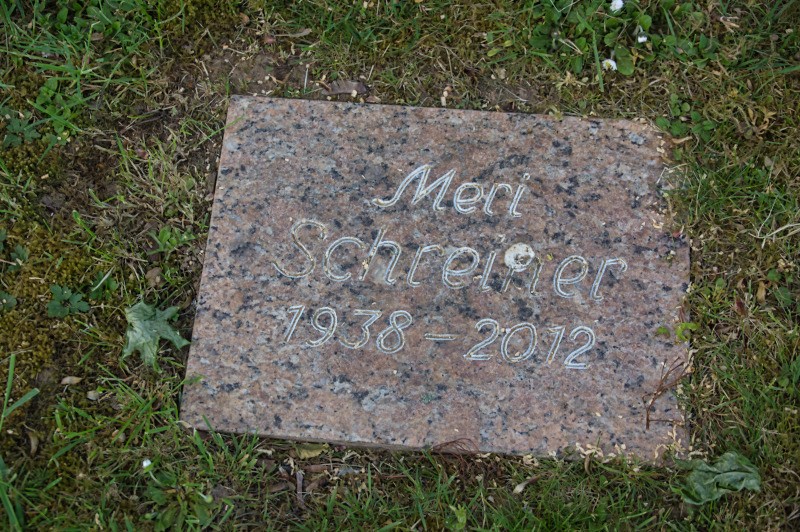 Meri
Schreiner
1938 – 2012